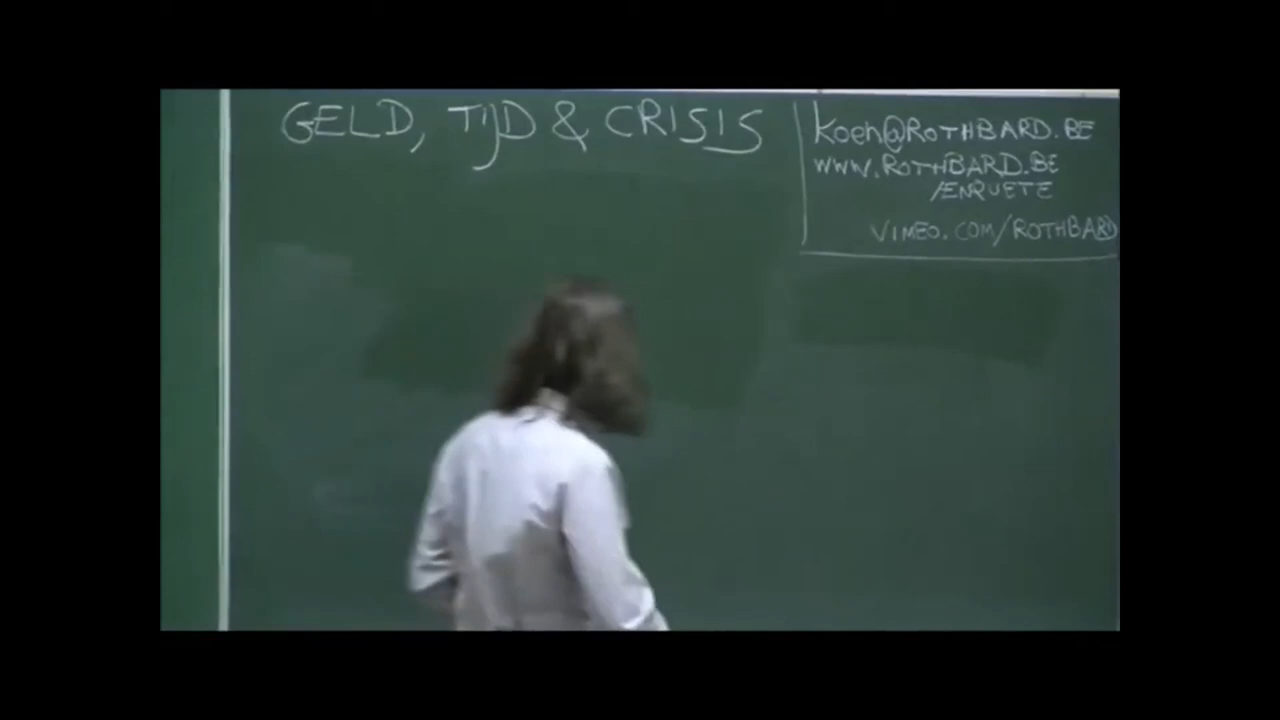 GELD, TIJD & CRISIS
koen@ROTHBARD.BE
WWW.ROTHBARD.BE
/ENQUETE
VIMEO.COM/ROTHBARD